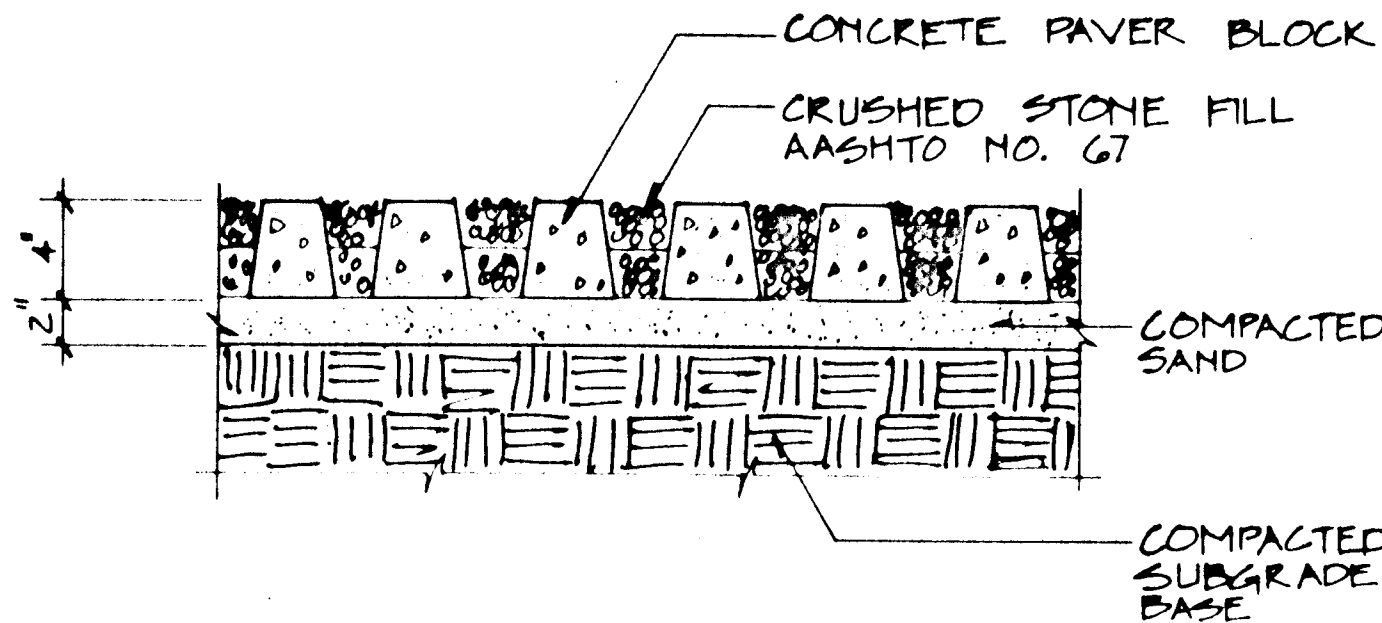 CONCRETE PAVER BLOCK
CRUSHED STONE FILL
AASHTO NO. 67
4"
2"
COMPACTED
SAND
COMPACTED
SUBGRADE
BASE